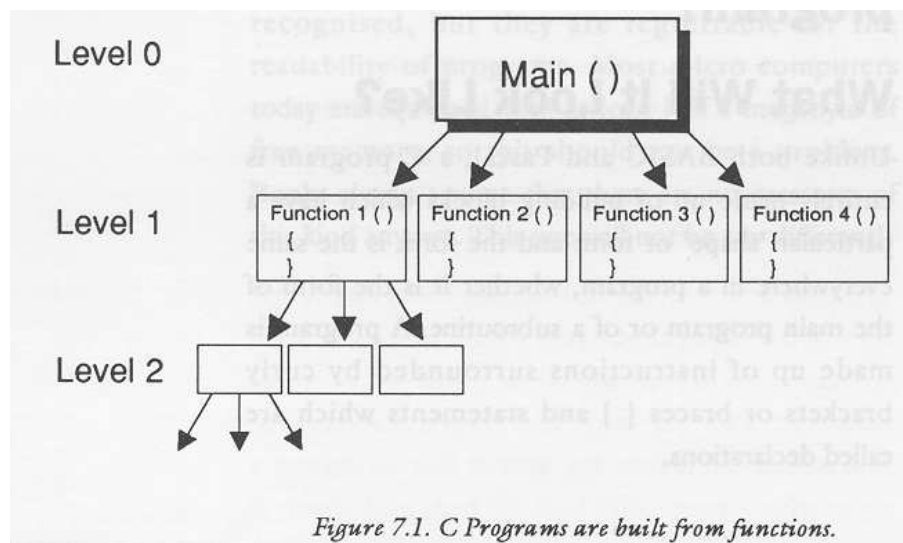 Level 0
Main ( )
Level 1
Function 1 ( )
{
}
Function 2 ( )
{
}
Function 3 ( )
{
}
Function 4 ( )
{
}
Level 2
Figure 7.1. C Programs are built from functions.